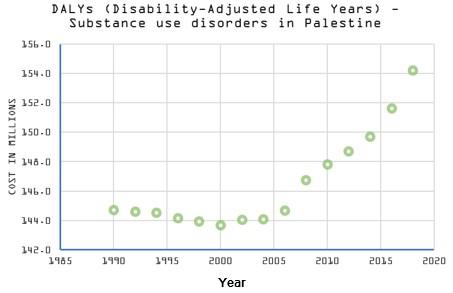 DALYs (Disability-Adjusted Life Years) -
Substance use disorders in Palestine
156.0
154.0
152.0
150.0
148.0
146.0
144.0
142.0
COST IN MILLIONS
1985 1990 1995 2000 2005 2010 2015 2020
Year